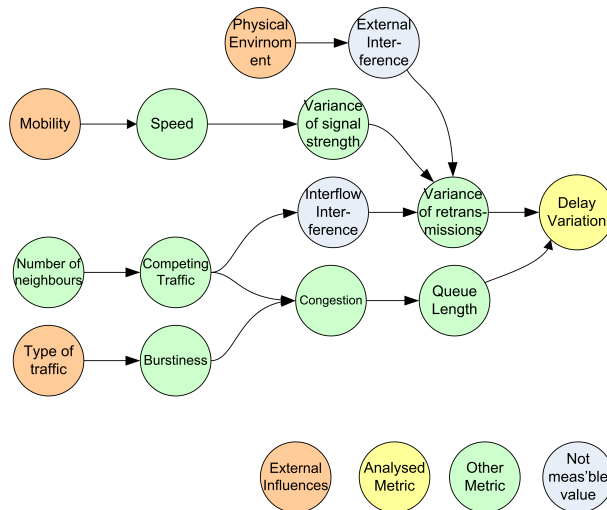 Physical
Envirnom
ent
External
Inter-
ference
Mobility
Speed
Variance
of signal
strength
Interflow
Inter-
ference
Variance
of retrans-
missions
Delay
Variation
Number of
neighbours
Competing
Traffic
Congestion
Queue
Length
Type of
traffic
Burstiness
External
Influences
Analysed
Metric
Other
Metric
Not
meas'ble
value